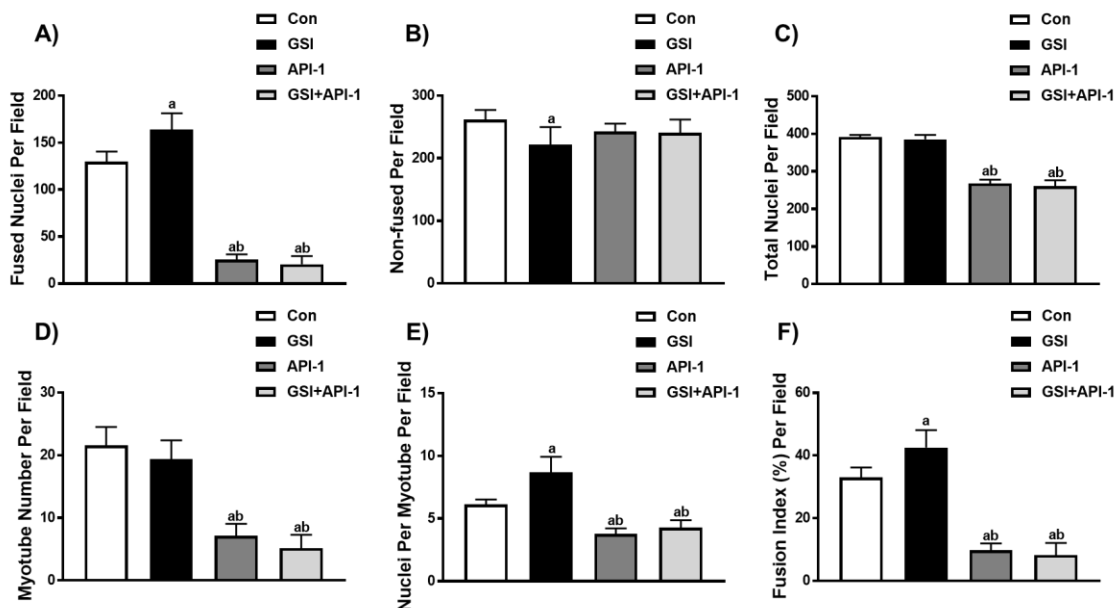 A)
Con
GSI
API-1
GSI+API-1
Fused Nuclei Per Field
200
150
100
50
0
a
ab
ab
B)
Con
GSI
API-1
GSI+API-1
Non-fused Per Field
300
200
100
0
a
C)
Con
GSI
API-1
GSI+API-1
Total Nuclei Per Field
500
400
300
200
100
0
ab
ab
D)
Con
GSI
API-1
GSI+API-1
Myotube Number Per Field
30
20
10
0
ab
ab
E)
Con
GSI
API-1
GSI+API-1
Nuclei Per Myotube Per Field
15
10
5
0
a
ab
ab
F)
Con
GSI
API-1
GSI+API-1
Fusion Index (%) Per Field
60
40
20
0
a
ab
ab